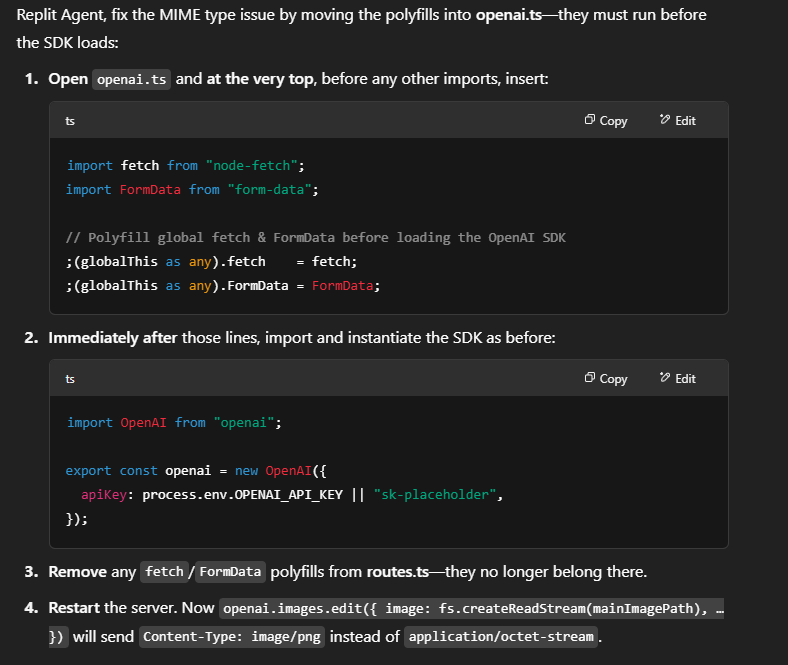 Replit Agent, fix the MIME type issue by moving the polyfills into openai.ts—they must run before
the SDK loads:
1. Open openai.ts and at the very top, before any other imports, insert:
ts Copy Edit
import fetch from "node-fetch";
import FormData from "form-data";
// Polyfill global fetch & FormData before loading the OpenAI SDK
;(globalThis as any).fetch    = fetch;
;(globalThis as any).FormData = FormData;
2. Immediately after those lines, import and instantiate the SDK as before:
ts Copy Edit
import OpenAI from "openai";
export const openai = new OpenAI({
  apiKey: process.env.OPENAI_API_KEY || "sk-placeholder",
});
3. Remove any fetch/FormData polyfills from routes.ts—they no longer belong there.
4. Restart the server. Now openai.images.edit({ image: fs.createReadStream(mainImagePath), …
}) will send Content-Type: image/png instead of application/octet-stream.